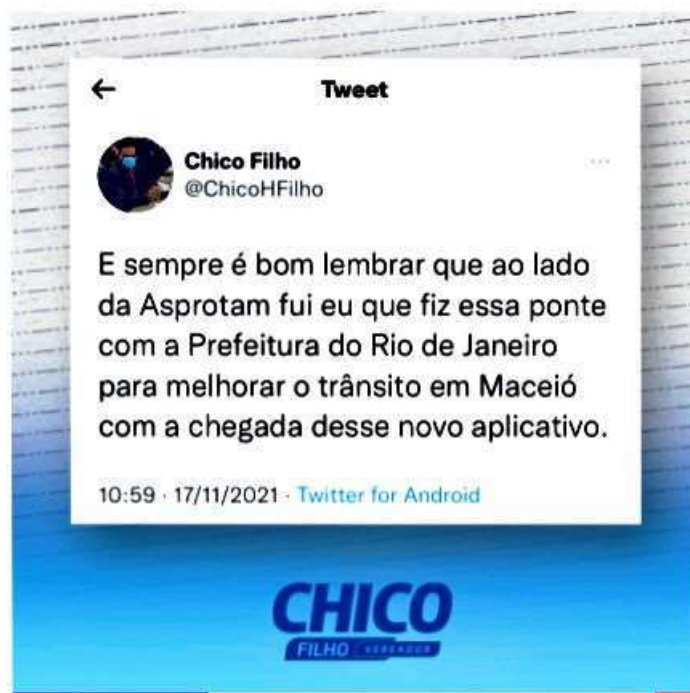 Tweet
Chico Filho
@ChicoHFilho
E sempre é bom lembrar que ao lado
da Asprotam fui eu que fiz essa ponte
com a Prefeitura do Rio de Janeiro
para melhorar o trânsito em Maceió
com a chegada desse novo aplicativo.
10:59 · 17/11/2021 · Twitter for Android
CHICO
FILHO VEREADOR